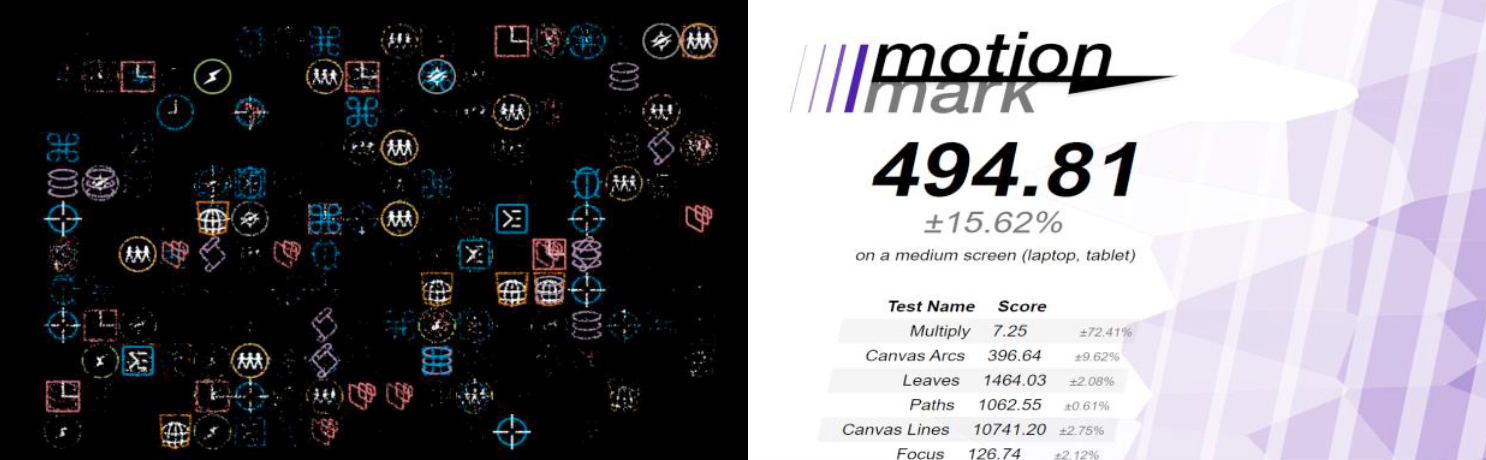 motion
mark
494.81
±15.62%
on a medium screen (laptop, tablet)
Test Name Score
Multiply 7.25 ±72.41%
Canvas Arcs 396.64 ±9.62%
Leaves 1464.03 ±2.08%
Paths 1062.55 ±0.61%
Canvas Lines 10741.20 ±2.75%
Focus 126.74 ±2.12%